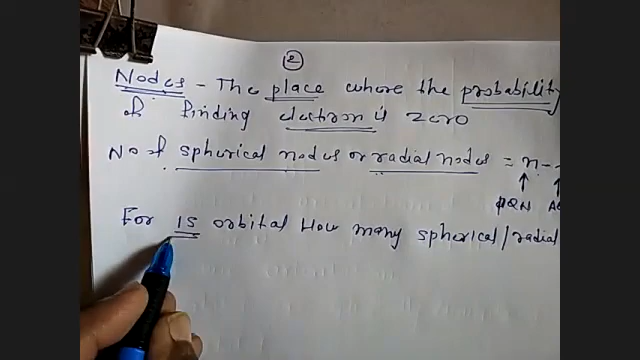 2
Nodes - The place where the probability
of finding electron is zero
No of spherical nodes or radial nodes = n -
↑ ↑
PQN A
For 1s orbital How many spherical/radial